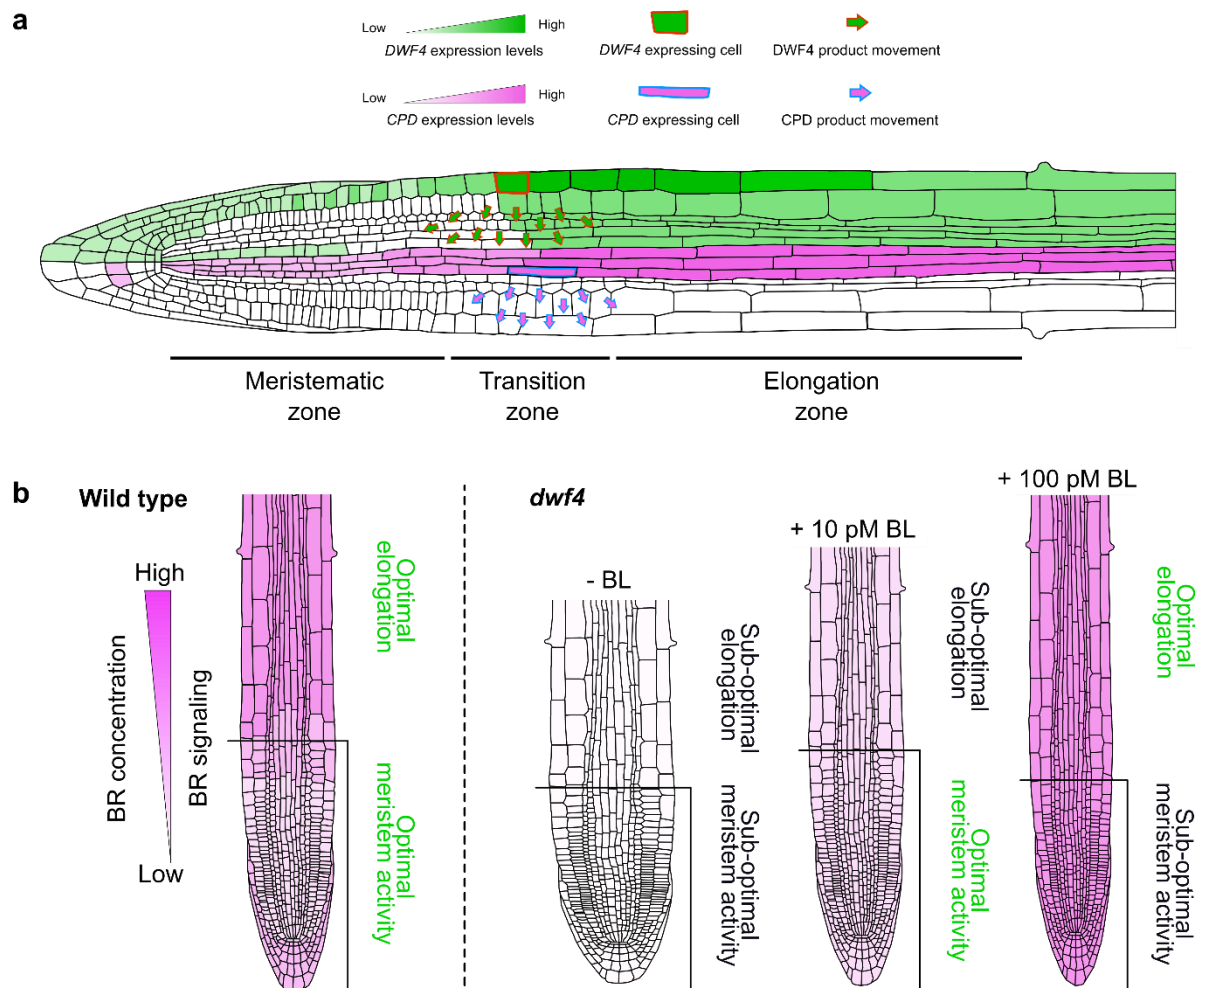 a
Low
High
DWF4 expression levels
DWF4 expressing cell
DWF4 product movement
Low
High
CPD expression levels
CPD expressing cell
CPD product movement
Meristematic
zone
Transition
zone
Elongation
zone
b
Wild type
High
Low
BR concentration
BR signaling
Optimal
elongation
Optimal
meristem activity
dwf4
- BL
Sub-optimal
elongation
Sub-optimal
meristem activity
+ 10 pM BL
Sub-optimal
elongation
Optimal
meristem activity
+ 100 pM BL
Optimal
elongation
Sub-optimal
meristem activity